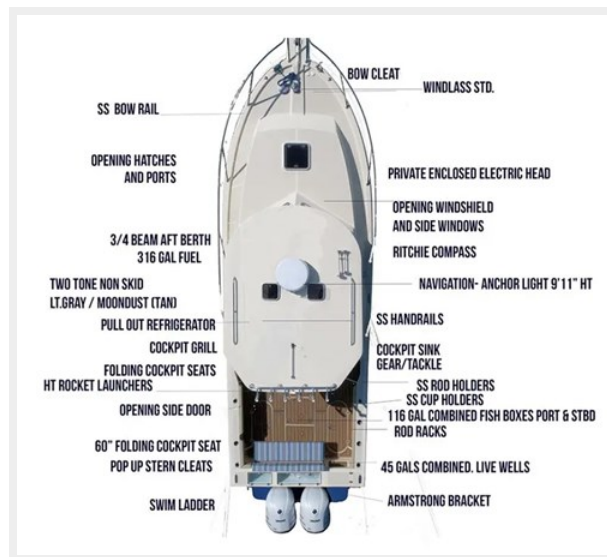 BOW CLEAT
WINDLASS STD.
SS BOW RAIL
OPENING HATCHES
AND PORTS
PRIVATE ENCLOSED ELECTRIC HEAD
OPENING WINDSHIELD
AND SIDE WINDOWS
3/4 BEAM AFT BERTH
316 GAL FUEL
RITCHIE COMPASS
TWO TONE NON SKID
LT.GRAY / MOONDUST (TAN)
NAVIGATION- ANCHOR LIGHT 9'11" HT
PULL OUT REFRIGERATOR
SS HANDRAILS
COCKPIT GRILL
COCKPIT SINK
GEAR/TACKLE
FOLDING COCKPIT SEATS
HT ROCKET LAUNCHERS
SS ROD HOLDERS
SS CUP HOLDERS
OPENING SIDE DOOR
116 GAL COMBINED FISH BOXES PORT & STBD
ROD RACKS
60" FOLDING COCKPIT SEAT
POP UP STERN CLEATS
45 GALS COMBINED. LIVE WELLS
SWIM LADDER
ARMSTRONG BRACKET